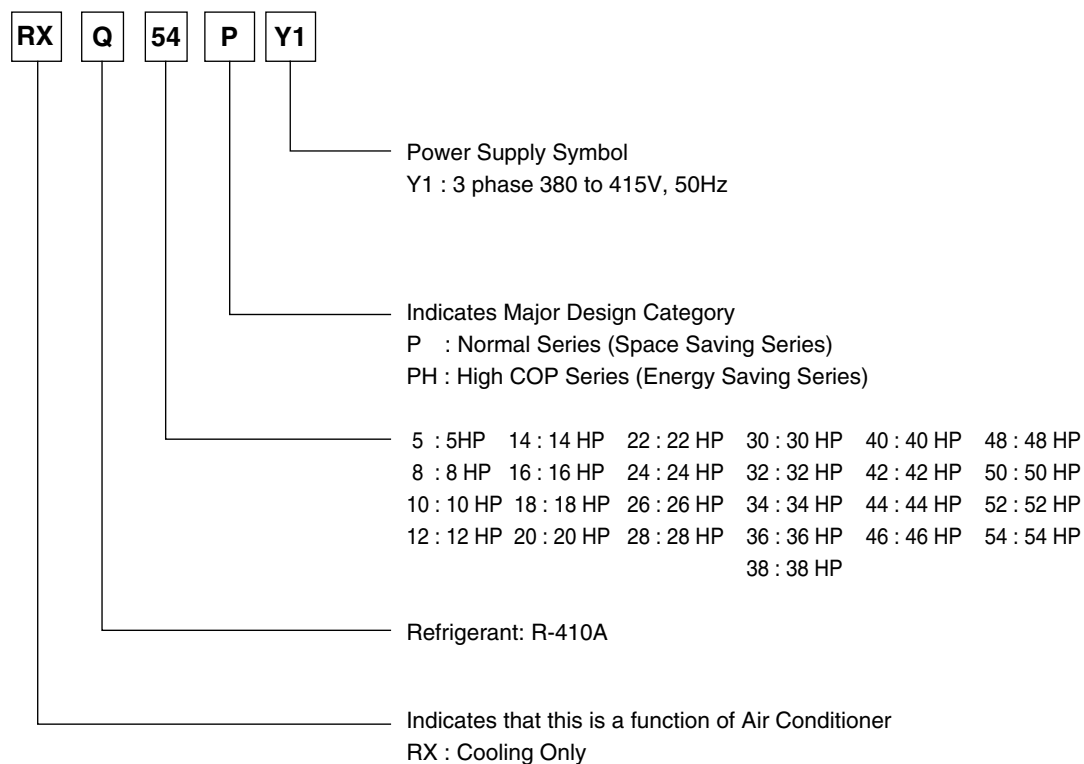 RX Q 54 P Y1
Power Supply Symbol
Y1 : 3 phase 380 to 415V, 50Hz
Indicates Major Design Category
P : Normal Series (Space Saving Series)
PH : High COP Series (Energy Saving Series)
5 : 5HP 14 : 14 HP 22 : 22 HP 30 : 30 HP 40 : 40 HP 48 : 48 HP
8 : 8 HP 16 : 16 HP 24 : 24 HP 32 : 32 HP 42 : 42 HP 50 : 50 HP
10 : 10 HP 18 : 18 HP 26 : 26 HP 34 : 34 HP 44 : 44 HP 52 : 52 HP
12 : 12 HP 20 : 20 HP 28 : 28 HP 36 : 36 HP 46 : 46 HP 54 : 54 HP
38 : 38 HP
Refrigerant: R-410A
Indicates that this is a function of Air Conditioner
RX : Cooling Only